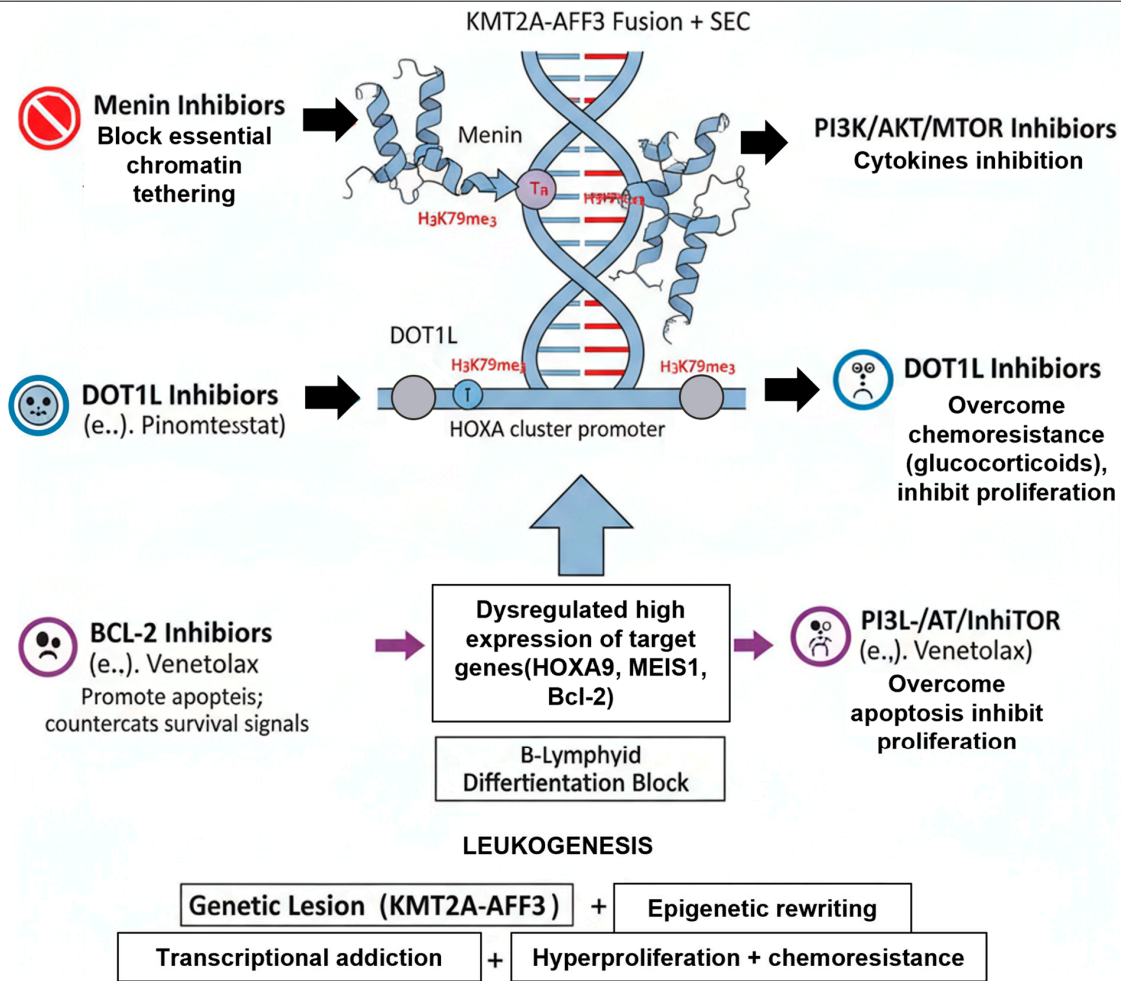 KMT2A-AFF3 Fusion + SEC
Menin Inhibiors
Block essential
chromatin
tethering
Menin
H3K79me3
PI3K/AKT/MTOR Inhibiors
Cytokines inhibition
DOT1L
H3K79me3
H3K79me3
T
HOXA cluster promoter
DOT1L Inhibiors
(e..). Pinomtesstat)
DOT1L Inhibiors
Overcome
chemoresistance
(glucocorticoids),
inhibit proliferation
BCL-2 Inhibiors
(e..). Venetolax
Promote apopteis;
countercats survival signals
Dysregulated high
expression of target
genes(HOXA9, MEIS1,
Bcl-2)
PI3L-/AT/InhiTOR
(e.,). Venetolax)
Overcome
apoptosis inhibit
proliferation
B-Lymphyid
Differtientation Block
LEUKOGENESIS
Genetic Lesion (KMT2A-AFF3 ) + Epigenetic rewriting
Transcriptional addiction + Hyperproliferation + chemoresistance